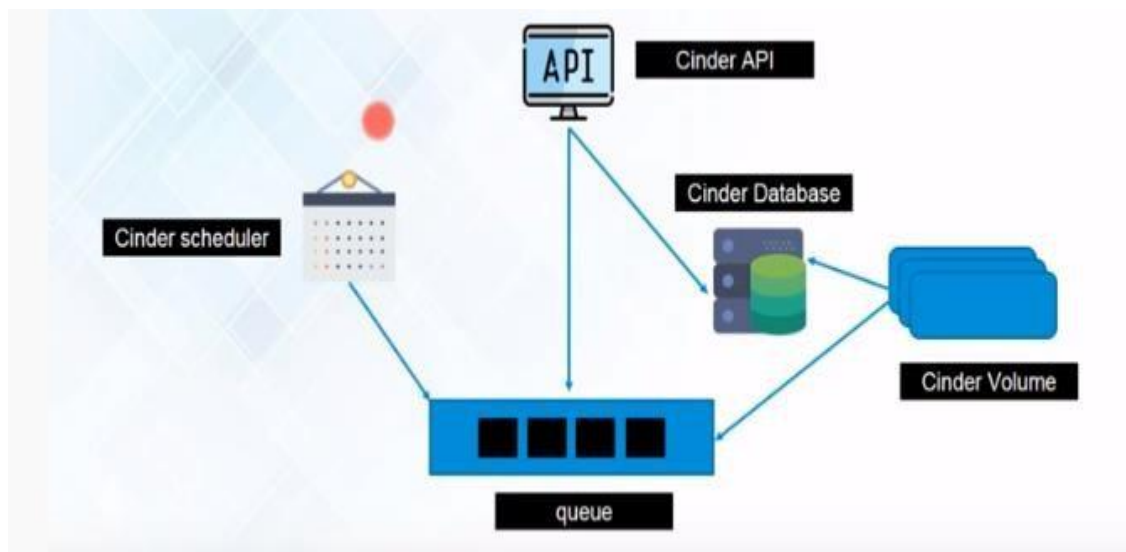 API
Cinder API
Cinder Database
Cinder scheduler
Cinder Volume
queue